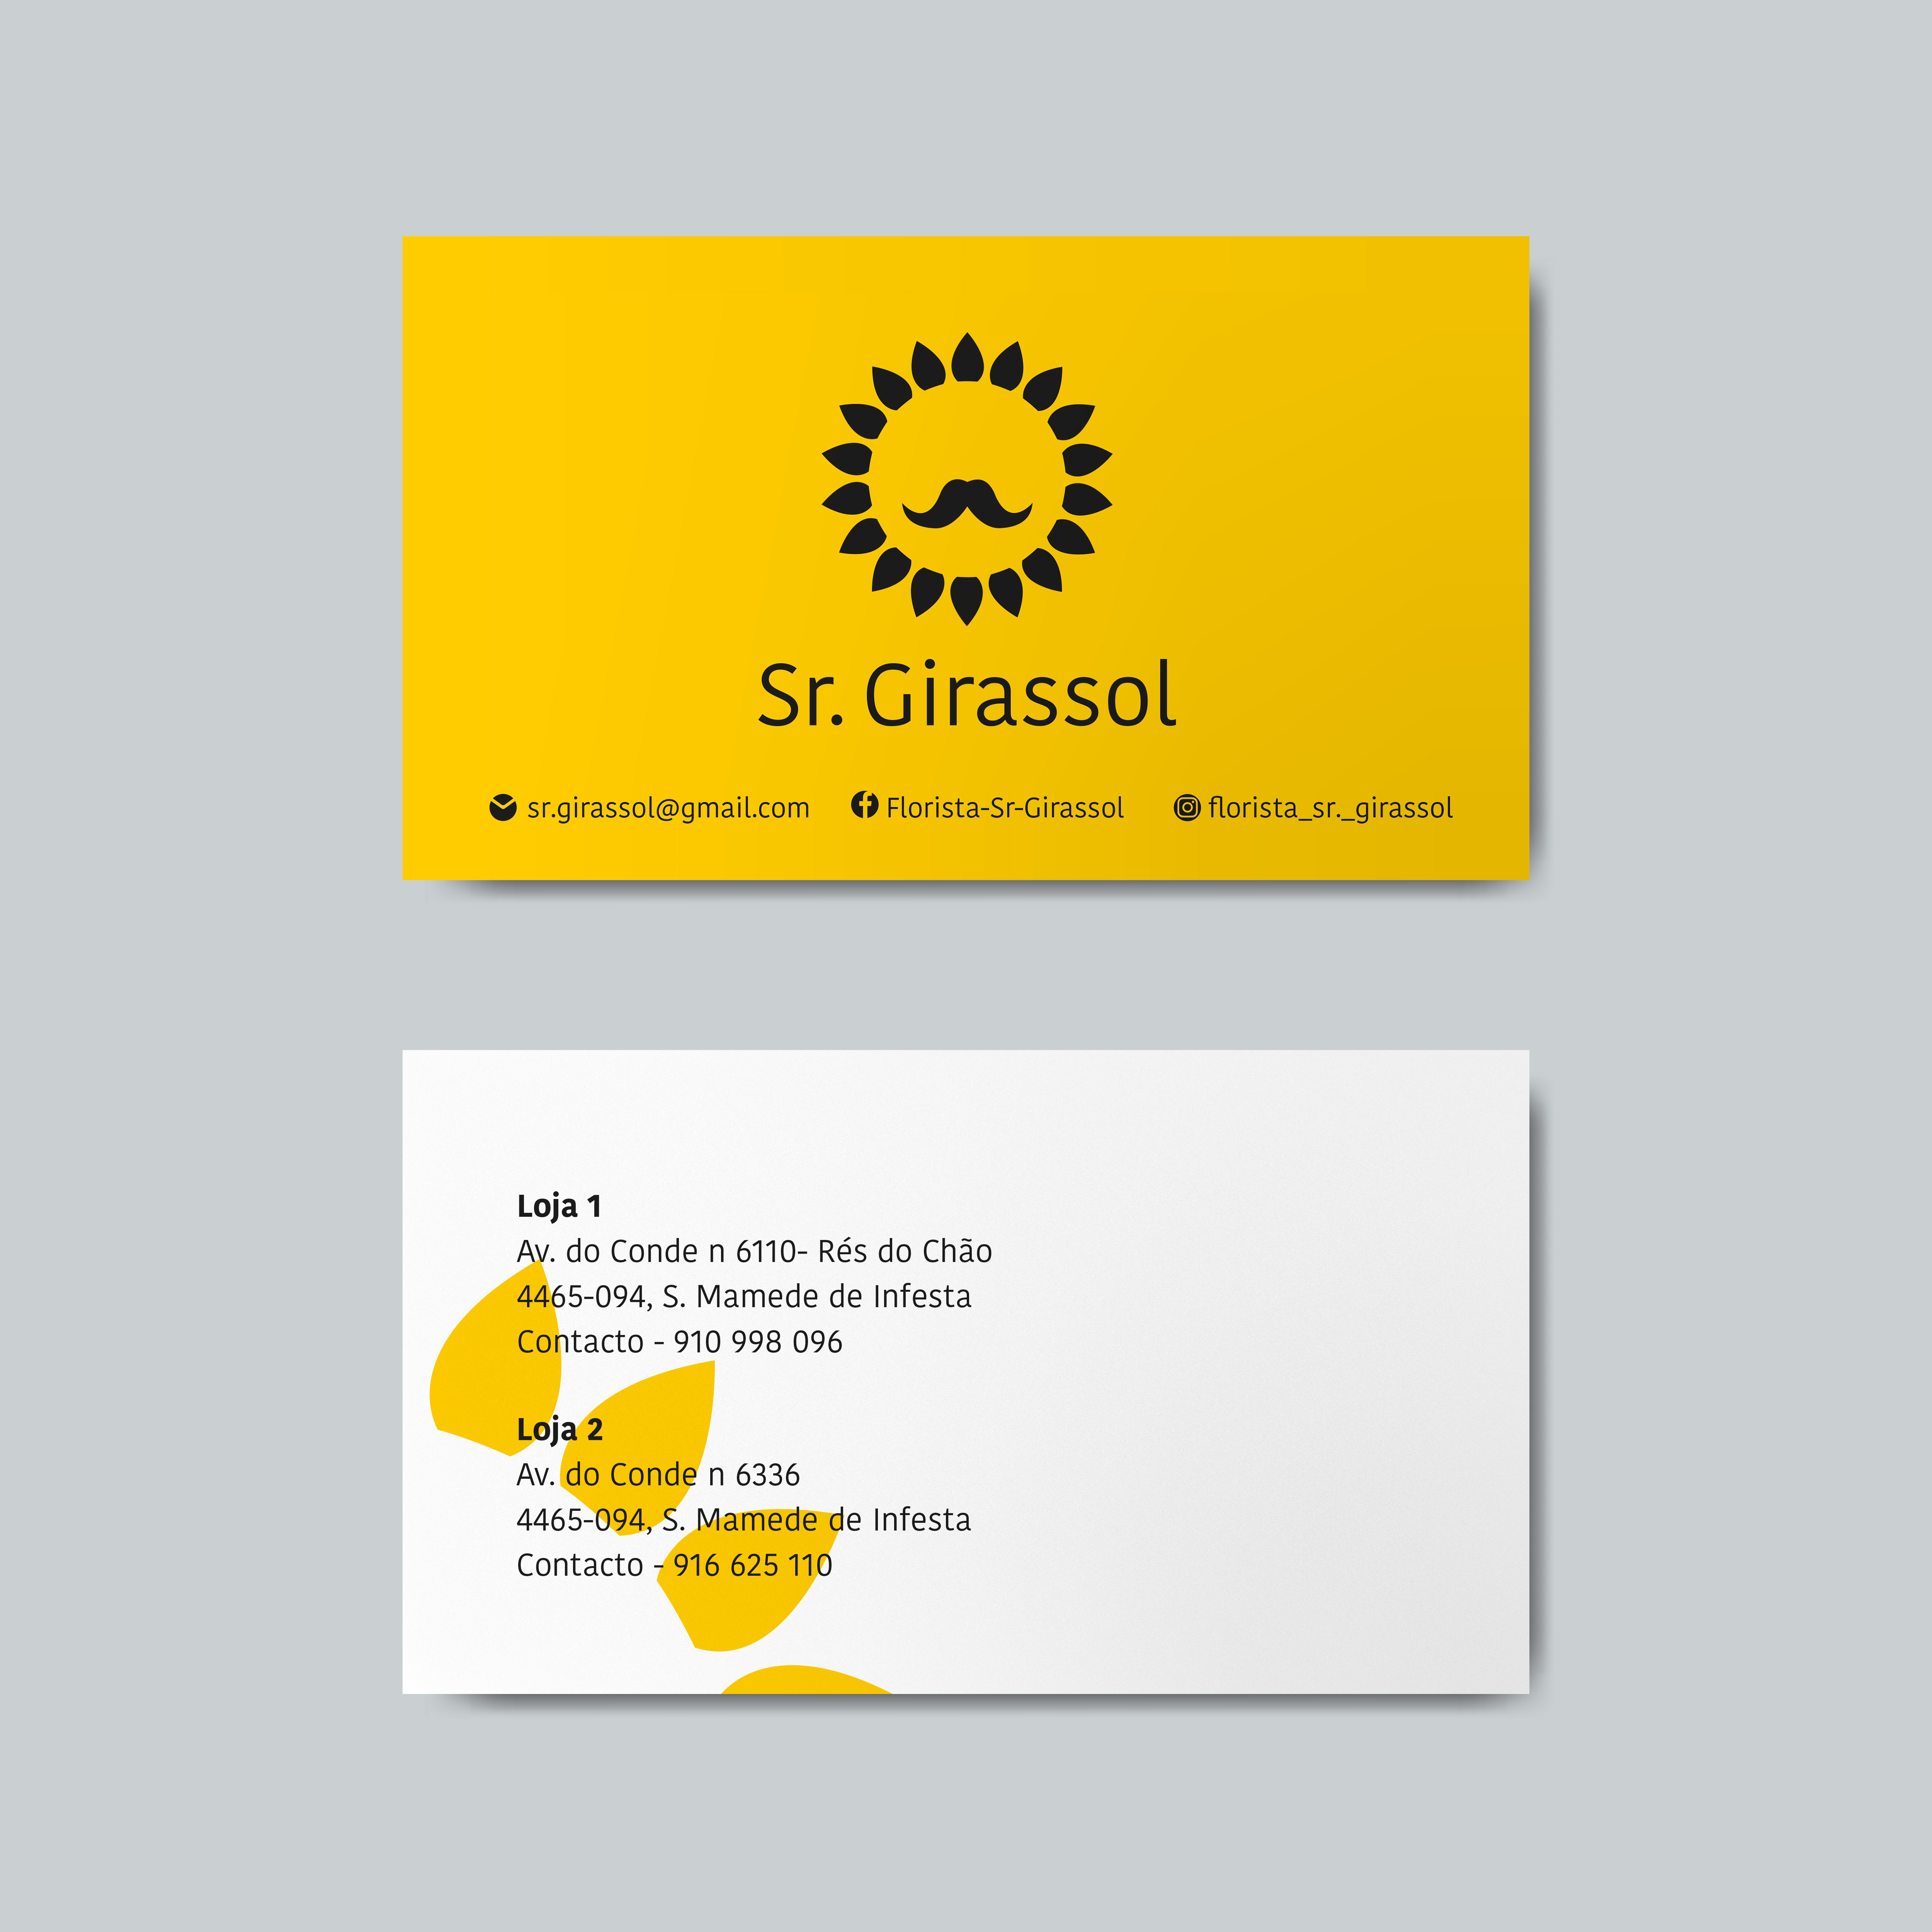 Sr. Girassol
sr.girassol@gmail.com Florista-Sr-Girassol florista_sr._girassol
Loja 1
Av. do Conde n 6110- Rés do Chão
4465-094, S. Mamede de Infesta
Contacto - 910 998 096
Loja 2
Av. do Conde n 6336
4465-094, S. Mamede de Infesta
Contacto - 916 625 110